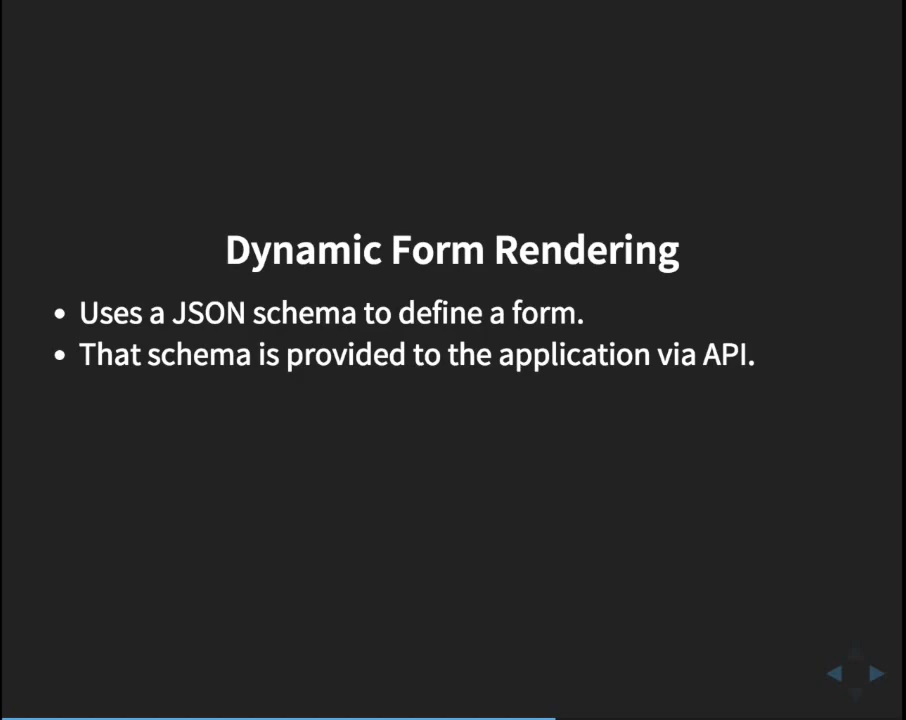 Dynamic Form Rendering
• Uses a JSON schema to define a form.
• That schema is provided to the application via API.